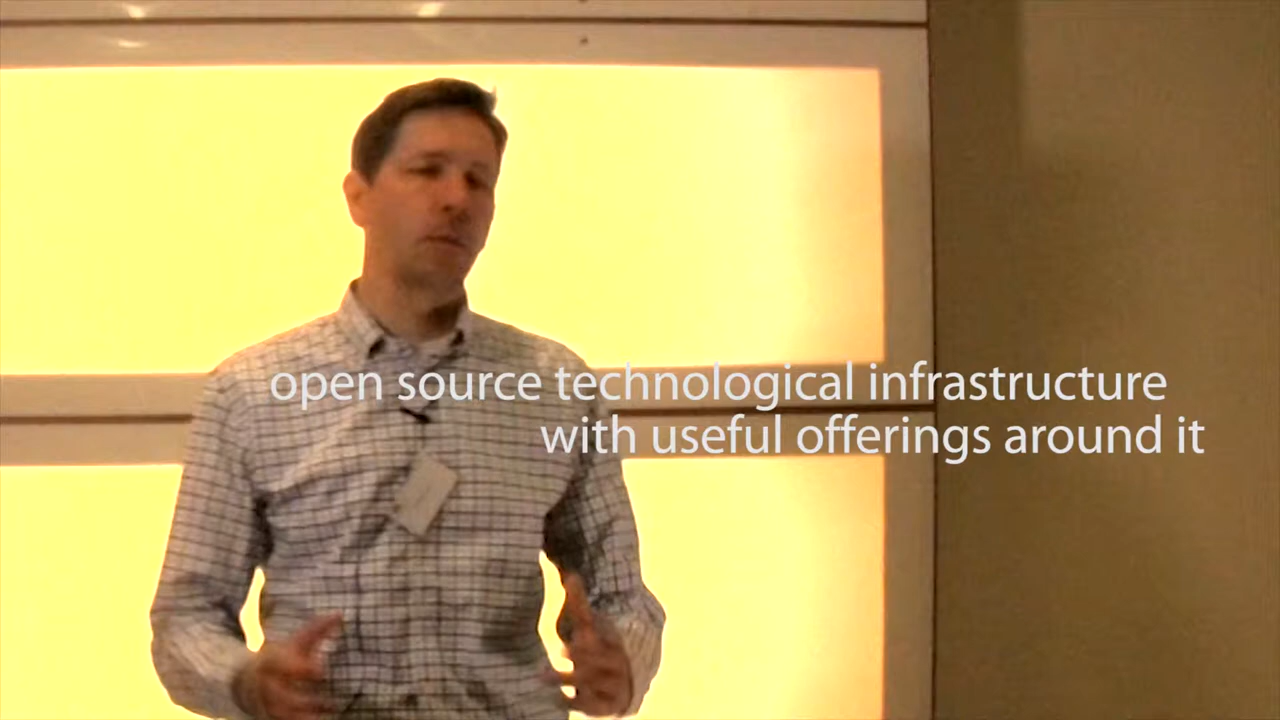 open source technological infrastructure
with useful offerings around it